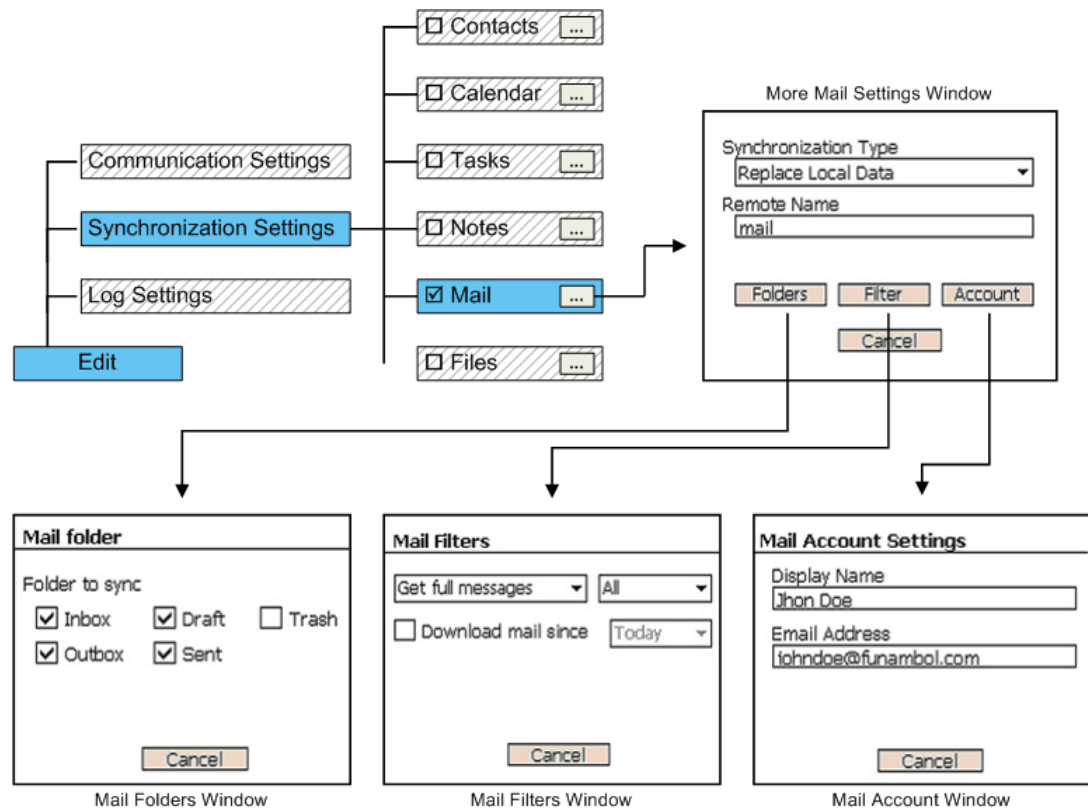 Contacts ...
Calendar ...
Tasks ...
Notes ...
Mail ...
Files ...
Communication Settings
Synchronization Settings
Log Settings
Edit
More Mail Settings Window
Synchronization Type
Replace Local Data
Remote Name
mail
Folders Filter Account
Cancel
Mail folder
Folder to sync
Inbox Draft Trash
Outbox Sent
Cancel
Mail Folders Window
Mail Filters
Get full messages All
Download mail since Today
Cancel
Mail Filters Window
Mail Account Settings
Display Name
Jhon Doe
Email Address
johndoe@funambol.com
Cancel
Mail Account Window